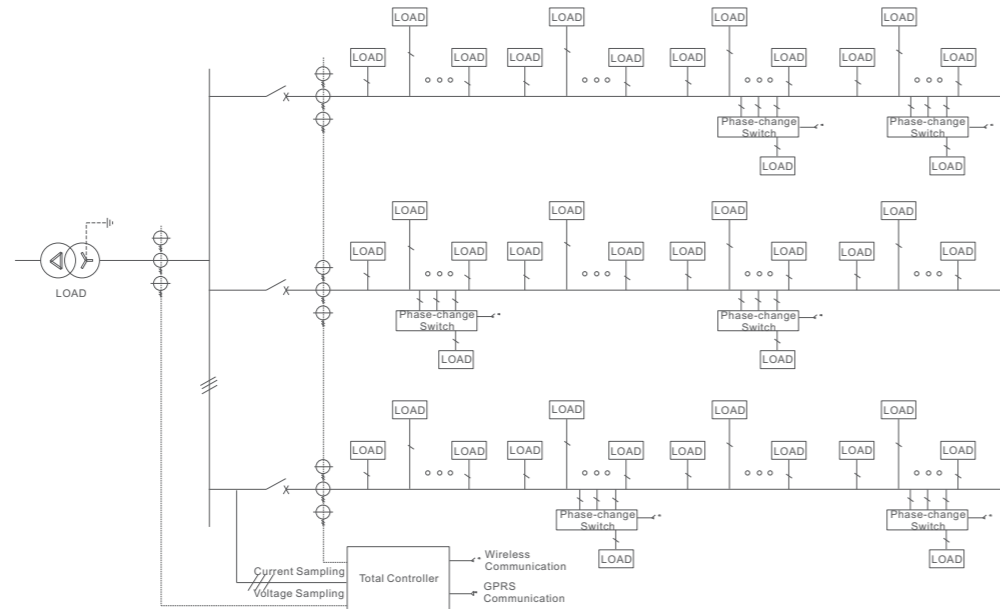 LOAD LOAD LOAD LOAD
LOAD LOAD LOAD LOAD LOAD LOAD LOAD LOAD
Phase-change
Switch
Phase-change
Switch
LOAD LOAD
LOAD LOAD LOAD LOAD
LOAD LOAD LOAD LOAD LOAD LOAD LOAD LOAD
LOAD
Phase-change
Switch
Phase-change
Switch
LOAD LOAD
LOAD LOAD LOAD LOAD
LOAD LOAD LOAD LOAD LOAD LOAD LOAD LOAD
Phase-change
Switch
Phase-change
Switch
LOAD LOAD
Current Sampling
Voltage Sampling
Total Controller
Wireless
Communication
GPRS
Communication